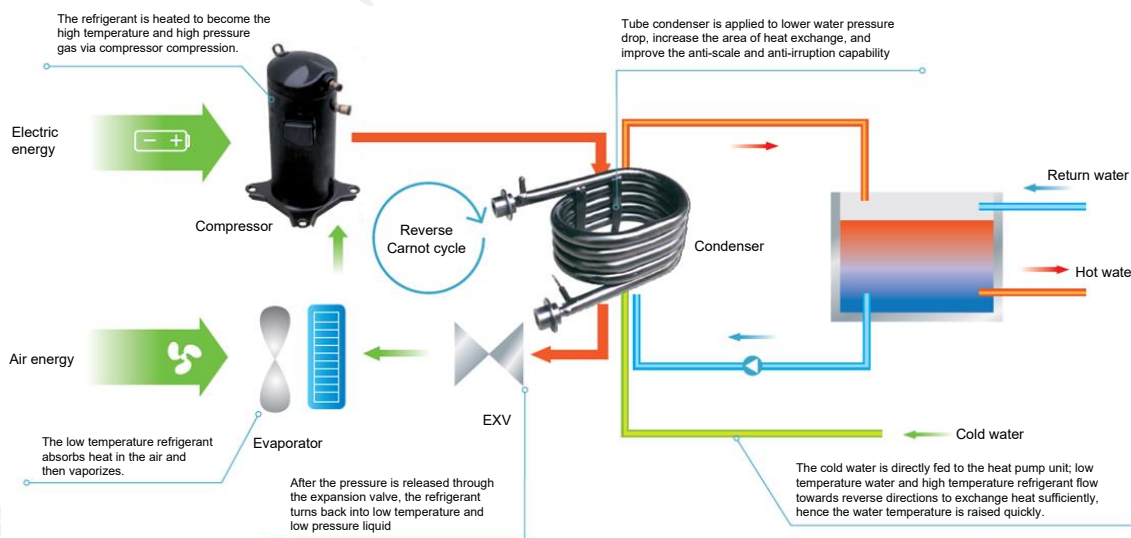 The refrigerant is heated to become the
high temperature and high pressure
gas via compressor compression.
Tube condenser is applied to lower water pressure
drop, increase the area of heat exchange, and
improve the anti-scale and anti-irruption capability
Electric
energy
Compressor
Reverse
Carnot cycle
Condenser
Return water
Hot water
Air energy
Evaporator
EXV
Cold water
The low temperature refrigerant
absorbs heat in the air and
then vaporizes.
After the pressure is released through
the expansion valve, the refrigerant
turns back into low temperature and
low pressure liquid
The cold water is directly fed to the heat pump unit; low
temperature water and high temperature refrigerant flow
towards reverse directions to exchange heat sufficiently,
hence the water temperature is raised quickly.